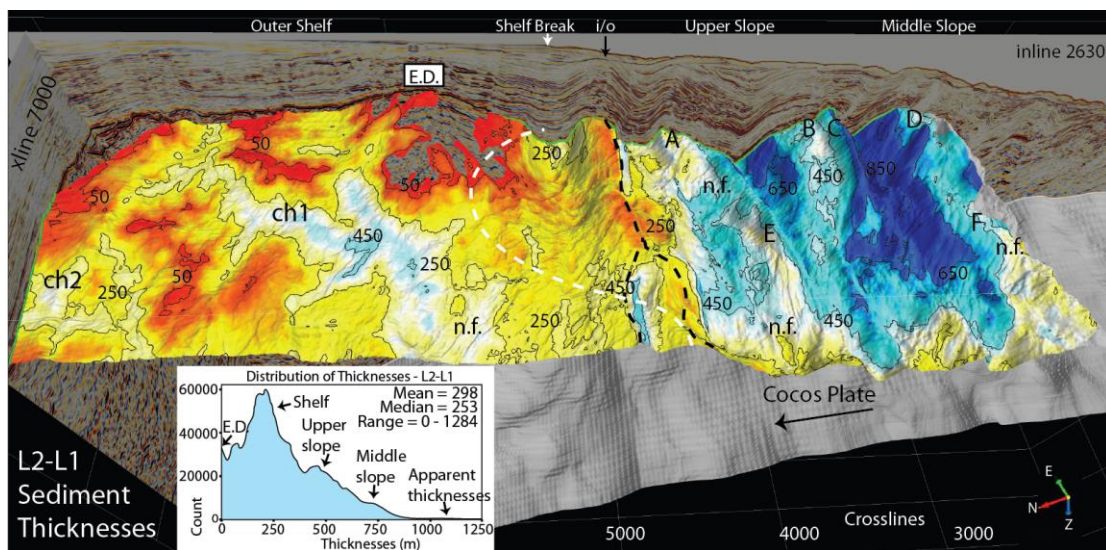 Outer Shelf
Shelf Break
i/o
Upper Slope
Middle Slope
inline 2630
xline 7000
E.D.
50
250
A
B
C
D
850
n.f.
650
450
50
50
ch1
450
250
250
E
F
n.f.
50
250
ch2
450
450
650
n.f.
250
n.f.
450
Cocos Plate
Distribution of Thicknesses - L2-L1
60000
40000
20000
0
Count
E.D.
Shelf
Upper
slope
Middle
slope
Apparent
thicknesses
Mean = 298
Median = 253
Range = 0 - 1284
0
250
500
750
1000
1250
Thicknesses (m)
L2-L1
Sediment
Thicknesses
5000
4000
3000
Crosslines
E
N
Z